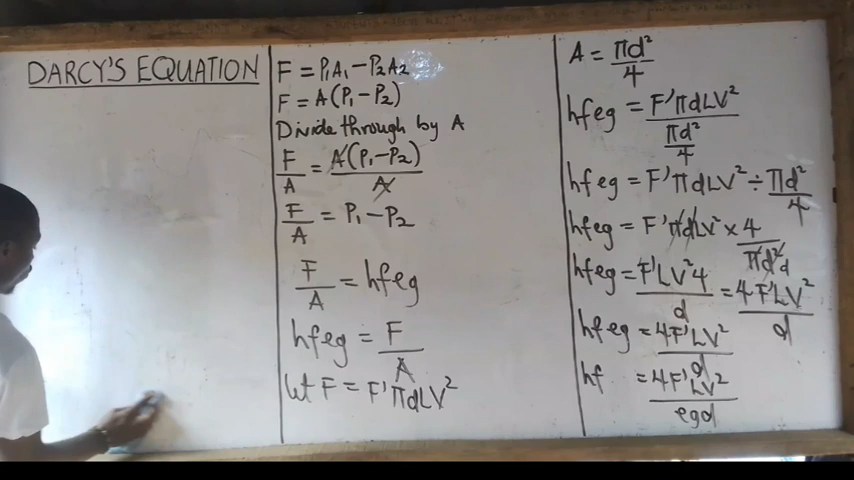 DARCY'S EQUATION
F = P₁A₁ - P₂A₂
F = A(P₁ - P₂)
Divide through by A
F/A = A(P₁ - P₂)/A
F/A = P₁ - P₂
F/A = hfeg
hfeg = F/A
let F = F'πdLV²
A = πd²/4
hfeg = F'πdLV²/(πd²/4)
hfeg = F'πdLV² ÷ πd²/4
hfeg = F'πdLV² × 4/πd² d
hfeg = F'LV²4/d = 4F'LV²/d
hfeg = 4F'LV²/d
hf = 4F'LV²/egd